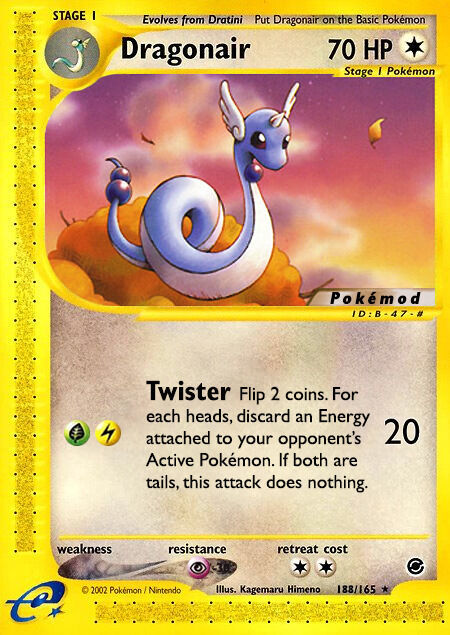 STAGE 1
Evolves from Dratini Put Dragonair on the Basic Pokémon
Dragonair 70 HP
Stage 1 Pokémon
Pokémod
ID:B-47-#
Twister Flip 2 coins. For
each heads, discard an Energy
attached to your opponent's
Active Pokémon. If both are
tails, this attack does nothing.
20
weakness resistance retreat cost
-30
© 2002 Pokémon / Nintendo Illus. Kagemaru Himeno 188/165 ★
e